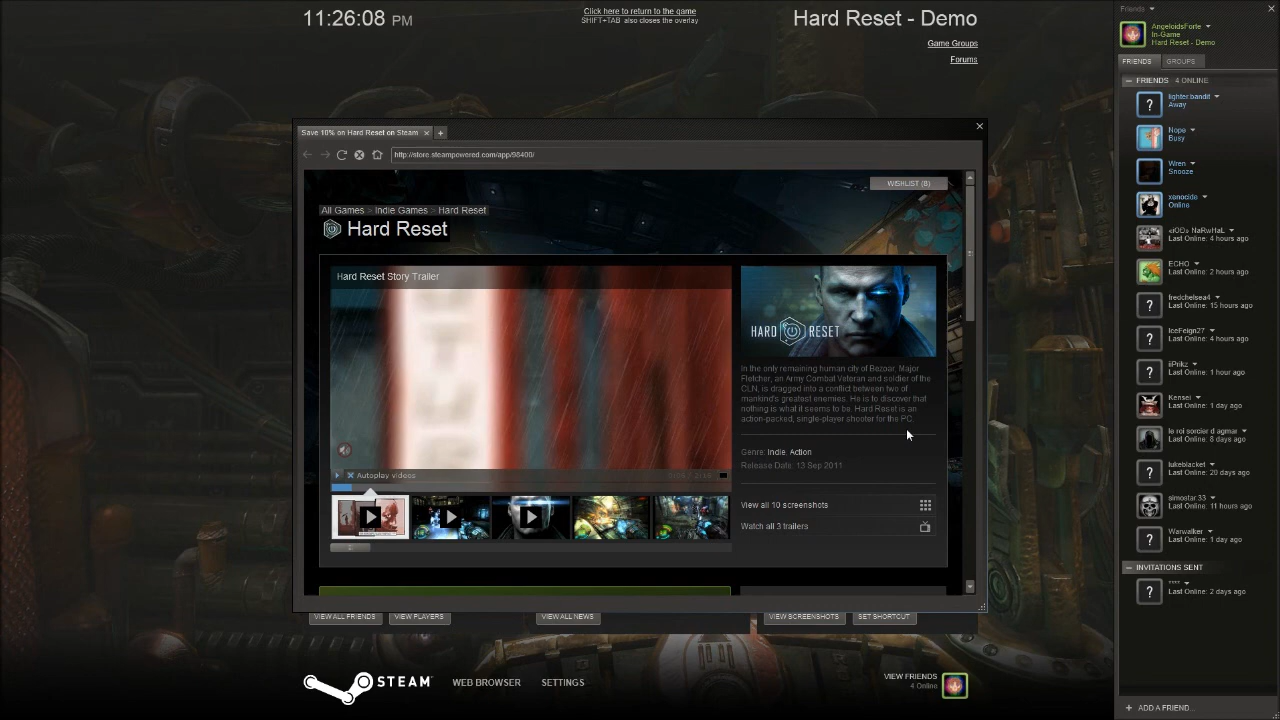 11:26:08 PM
Click here to return to the game
SHIFT+TAB also closes the overlay
Hard Reset - Demo
Game Groups
Forums
Save 10% on Hard Reset on Steam
http://store.steampowered.com/app/98400/
WISHLIST (8)
All Games > Indie Games > Hard Reset
Hard Reset
Hard Reset Story Trailer
Autoplay videos
HARD RESET
In the only remaining human city of Bezoar, Major
Fletcher, an Army Combat Veteran and soldier of the
CLN, is dragged into a conflict between two of
mankind's greatest enemies. He is to discover that
nothing is what it seems to be. Hard Reset is an
action-packed, single-player shooter for the PC.
Genre: Indie, Action
Release Date: 13 Sep 2011
View all 10 screenshots
Watch all 3 trailers
VIEW ALL FRIENDS
VIEW PLAYERS
VIEW ALL NEWS
VIEW SCREENSHOTS
SET SHORTCUT
STEAM
WEB BROWSER
SETTINGS
VIEW FRIENDS
4 Online
Friends
AngeloidsForte
In-Game
Hard Reset - Demo
FRIENDS
GROUPS
FRIENDS 4 ONLINE
lighter.bandit
Away
Nope
Busy
Wren
Snooze
xenocide
Online
«iOD» NaRwHaL
Last Online: 4 hours ago
ECHO
Last Online: 2 hours ago
fredchelsea4
Last Online: 15 hours ago
IceFeign27
Last Online: 4 hours ago
iiPrikz
Last Online: 1 hour ago
Kensei
Last Online: 1 day ago
le roi sorcier d agmar
Last Online: 8 days ago
lukeblacket
Last Online: 20 days ago
simostar.33
Last Online: 11 hours ago
Warwalker
Last Online: 1 day ago
INVITATIONS SENT
Last Online: 2 days ago
ADD A FRIEND...